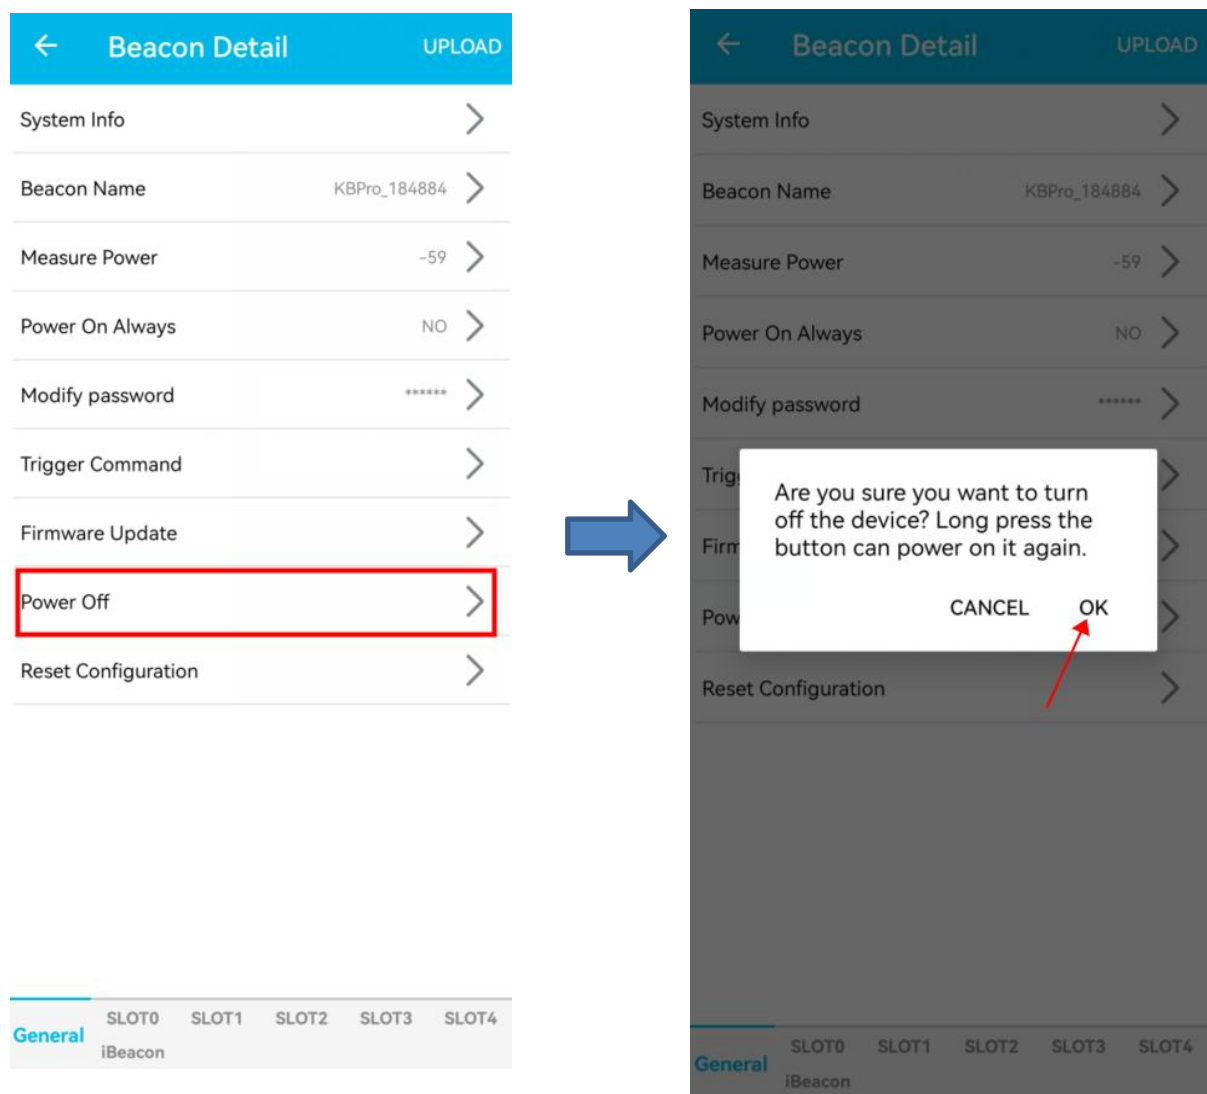 Beacon Detail UPLOAD
System Info
Beacon Name KBPro_184884
Measure Power -59
Power On Always NO
Modify password ******
Trigger Command
Firmware Update
Power Off
Reset Configuration
General SLOT0 SLOT1 SLOT2 SLOT3 SLOT4
iBeacon
Beacon Detail UPLOAD
System Info
Beacon Name KBPro_184884
Measure Power -59
Power On Always NO
Modify password ******
Trig
Are you sure you want to turn
off the device? Long press the
Firm
button can power on it again.
CANCEL OK
Pow
Reset Configuration
General SLOT0 SLOT1 SLOT2 SLOT3 SLOT4
iBeacon